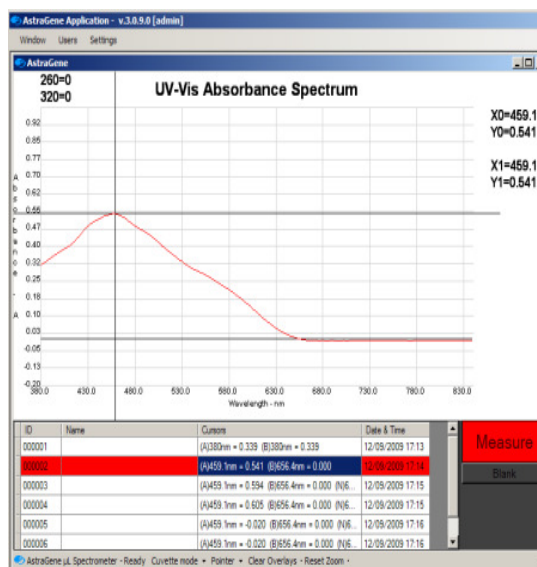 AstraGene Application - v.3.0.9.0 [admin]
Window Users Settings
AstraGene
260=0
320=0
UV-Vis Absorbance Spectrum
X0=459.1
Y0=0.541
X1=459.1
Y1=0.541
Absorbance - A
0.92
0.85
0.77
0.70
0.62
0.55
0.47
0.40
0.32
0.25
0.18
0.10
0.03
-0.05
-0.13
-0.20
380.0 430.0 480.0 530.0 580.0 630.0 680.0 730.0 780.0 830.0
Wavelength - nm
ID Name Cursors Date & Time
000001 (A)380nm = 0.339 (B)380nm = 0.339 12/09/2009 17:13
000002 (A)459.1nm = 0.541 (B)656.4nm = 0.000 12/09/2009 17:14
000003 (A)459.1nm = 0.594 (B)656.4nm = 0.000 (N)6... 12/09/2009 17:15
000004 (A)459.1nm = 0.605 (B)656.4nm = 0.000 (N)6... 12/09/2009 17:15
000005 (A)459.1nm = -0.020 (B)656.4nm = 0.000 (N)6... 12/09/2009 17:16
000006 (A)459.1nm = -0.020 (B)656.4nm = 0.000 (N)6... 12/09/2009 17:16
Measure
Blank
AstraGene µL Spectrometer - Ready Cuvette mode • Pointer • Clear Overlays - Reset Zoom -